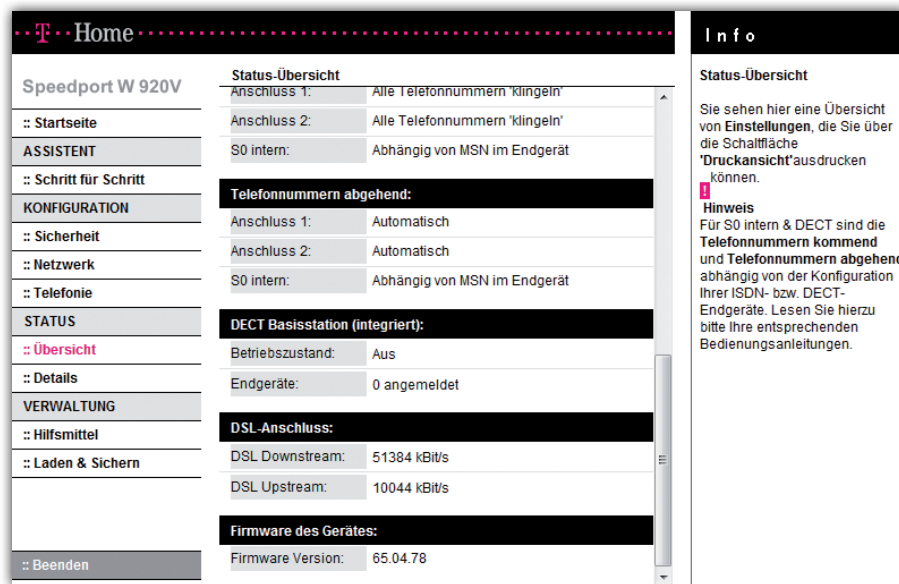 T Home
Info
Speedport W 920V
:: Startseite
ASSISTENT
:: Schritt für Schritt
KONFIGURATION
:: Sicherheit
:: Netzwerk
:: Telefonie
STATUS
:: Übersicht
:: Details
VERWALTUNG
:: Hilfsmittel
:: Laden & Sichern
:: Beenden
Status-Übersicht
Anschluss 1: Alle Telefonnummern 'klingeln'
Anschluss 2: Alle Telefonnummern 'klingeln'
S0 intern: Abhängig von MSN im Endgerät
Telefonnummern abgehend:
Anschluss 1: Automatisch
Anschluss 2: Automatisch
S0 intern: Abhängig von MSN im Endgerät
DECT Basisstation (integriert):
Betriebszustand: Aus
Endgeräte: 0 angemeldet
DSL-Anschluss:
DSL Downstream: 51384 kBit/s
DSL Upstream: 10044 kBit/s
Firmware des Gerätes:
Firmware Version: 65.04.78
Status-Übersicht
Sie sehen hier eine Übersicht
von Einstellungen, die Sie über
die Schaltfläche
'Druckansicht'ausdrucken
können.
!
Hinweis
Für S0 intern & DECT sind die
Telefonnummern kommend
und Telefonnummern abgehend
abhängig von der Konfiguration
Ihrer ISDN- bzw. DECT-
Endgeräte. Lesen Sie hierzu
bitte Ihre entsprechenden
Bedienungsanleitungen.